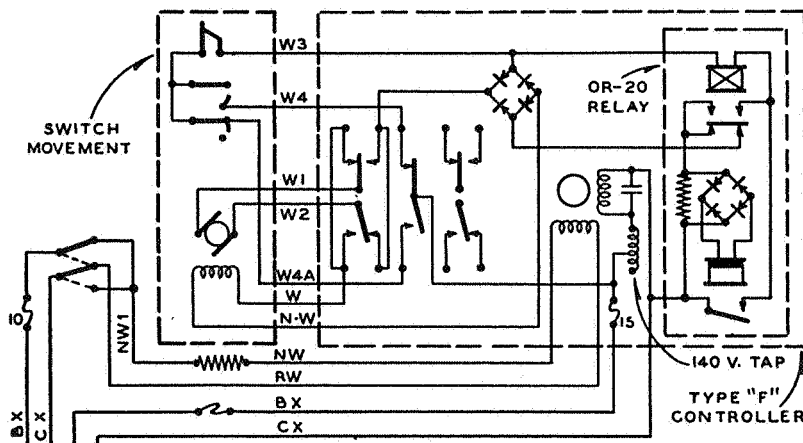 W3
OR-20
RELAY
W4
SWITCH
MOVEMENT
W1
W2
W4A
W
N-W
10
15
NW1
NW
RW
140 V. TAP
BX
TYPE "F"
CONTROLLER
CX
BX
CX